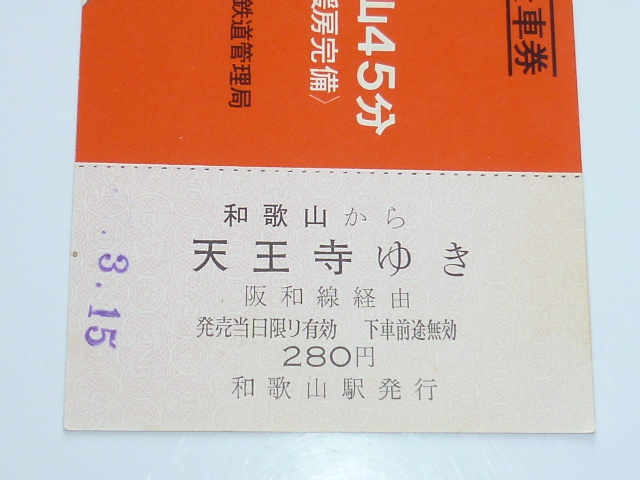 車券
山45分
暖房完備〉
鉄道管理局
和歌山から
天王寺ゆき
阪和線経由
発売当日限り有効 下車前途無効
280円
和歌山駅発行
.3.15